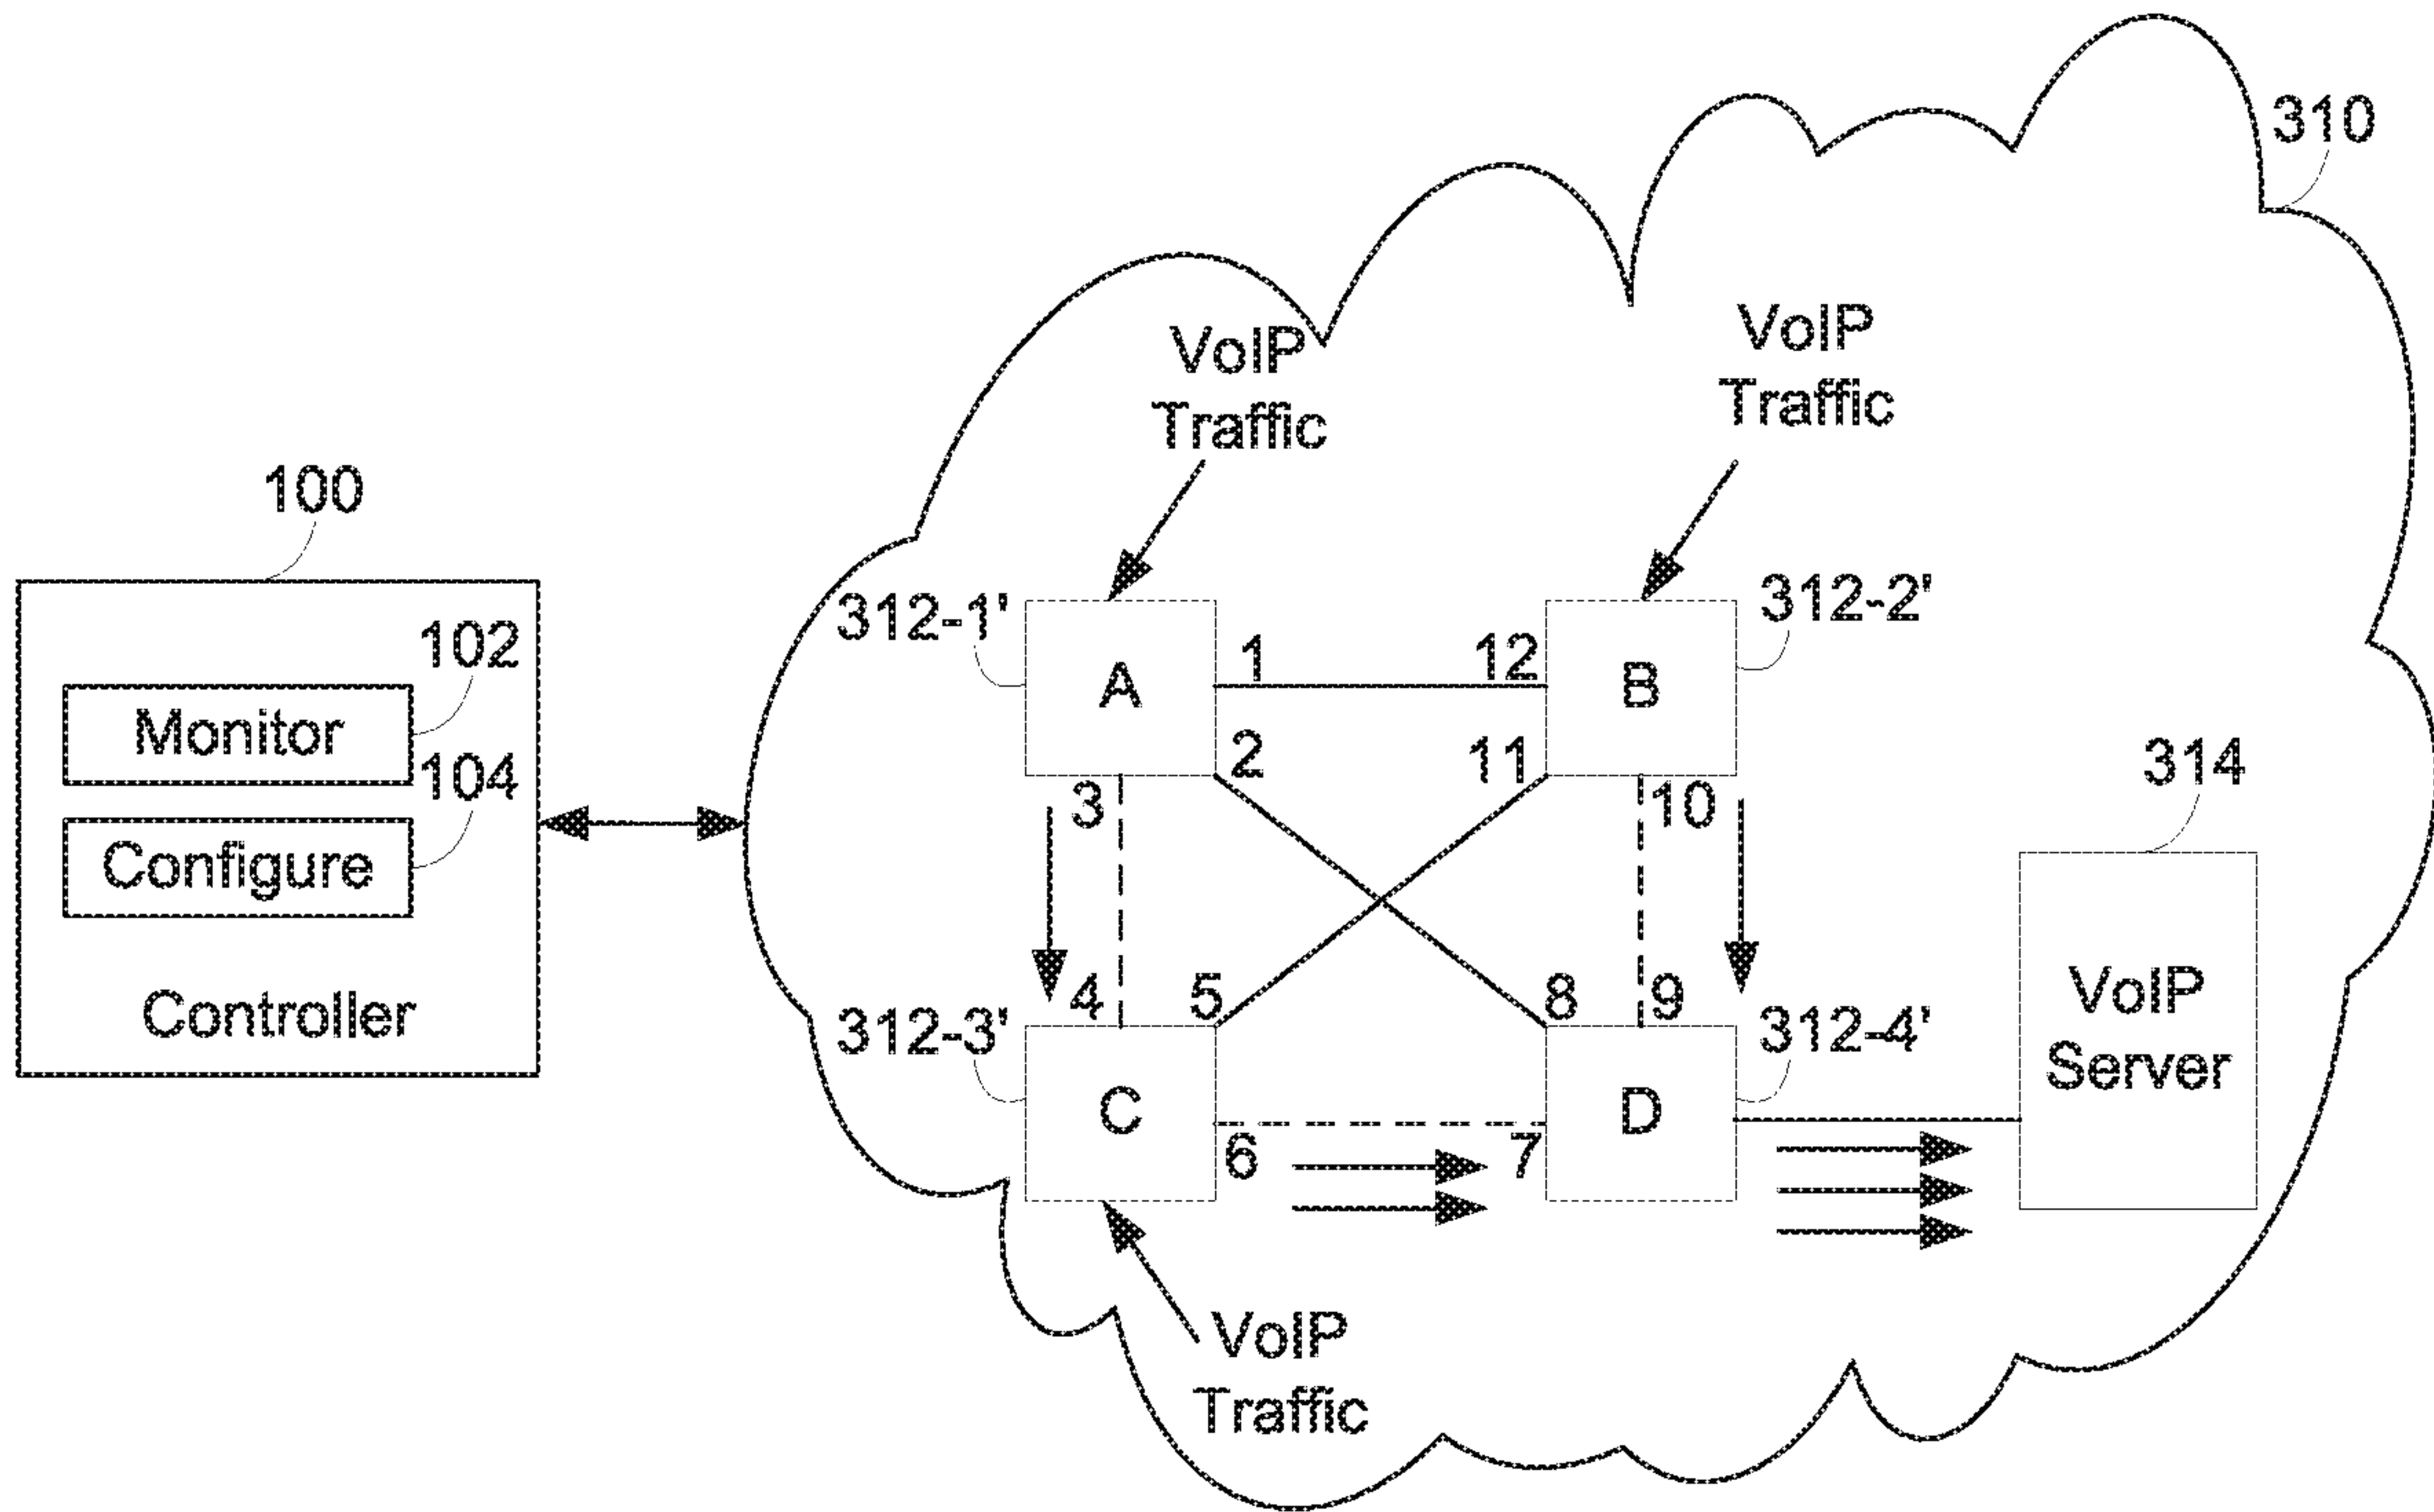 310
VoIP
Traffic
VoIP
Traffic
100
102
Monitor
104
Configure
Controller
312-1'
A
1
12
B
312-2'
2
11
3
10
314
4
5
8
9
312-3'
C
D
312-4'
6
7
VoIP
Server
VoIP
Traffic